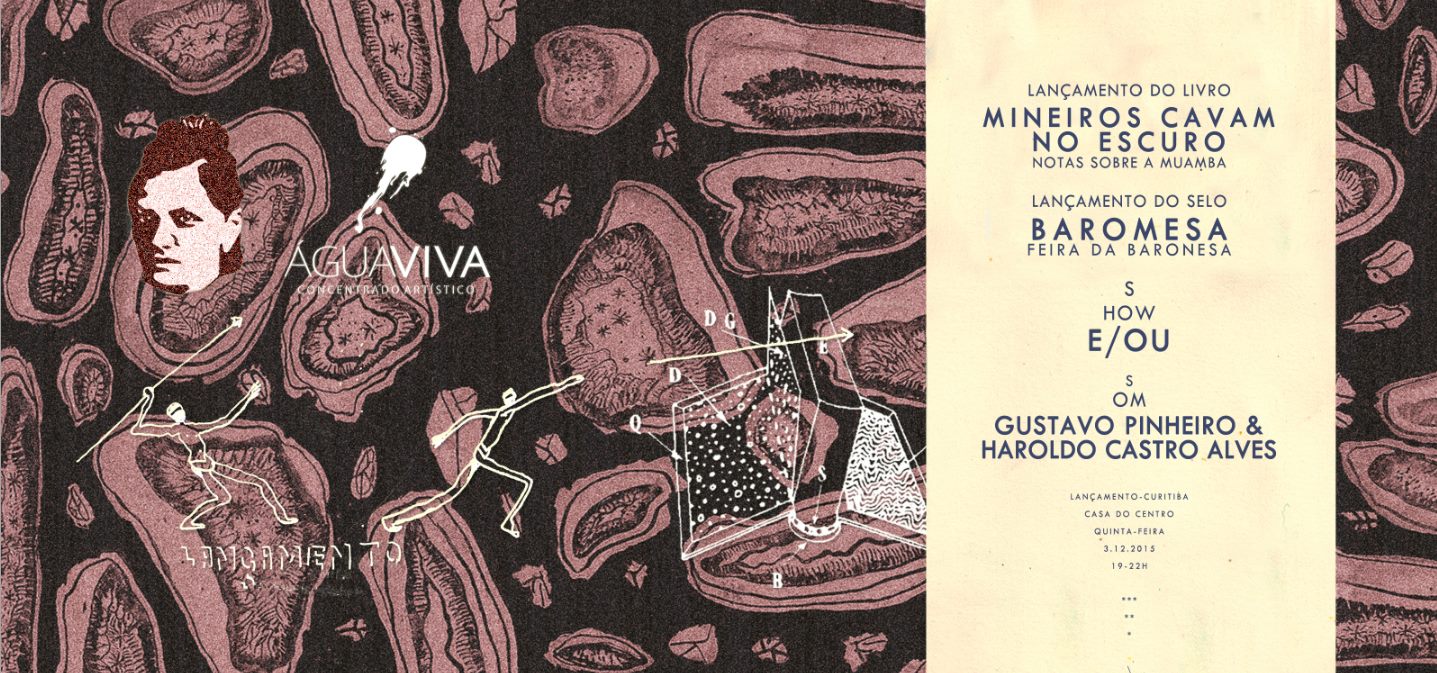 ÁGUAVIVA
CONCENTRADO ARTÍSTICO
LANÇAMENTO
D G
E
D
Q
S
B
LANÇAMENTO DO LIVRO
MINEIROS CAVAM
NO ESCURO
NOTAS SOBRE A MUAMBA
LANÇAMENTO DO SELO
BAROMESA
FEIRA DA BARONESA
S
HOW
E/OU
S
OM
GUSTAVO PINHEIRO &
HAROLDO CASTRO ALVES
LANÇAMENTO-CURITIBA
CASA DO CENTRO
QUINTA-FEIRA
3.12.2015
19-22H
***
**
*
\